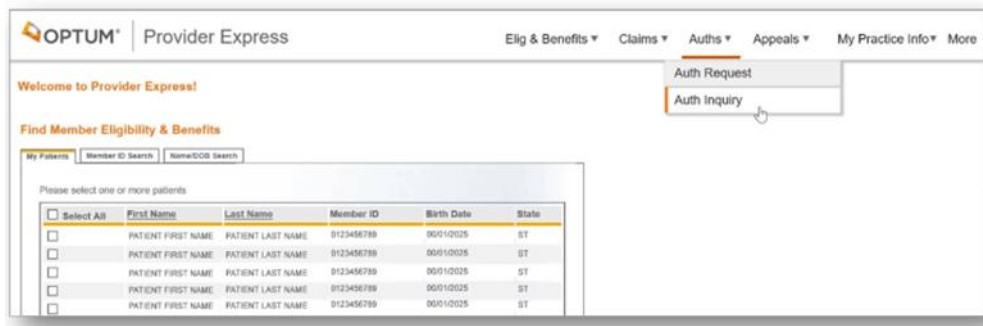 OPTUM® Provider Express Elig & Benefits ▾ Claims ▾ Auths ▾ Appeals ▾ My Practice Info▾ More
Auth Request
Auth Inquiry
Welcome to Provider Express!
Find Member Eligibility & Benefits
My Patients Member ID Search Name/DOB Search
Please select one or more patients
Select All First Name Last Name Member ID Birth Date State
PATIENT FIRST NAME PATIENT LAST NAME 0123456789 00/01/2025 ST
PATIENT FIRST NAME PATIENT LAST NAME 0123456789 00/01/2025 ST
PATIENT FIRST NAME PATIENT LAST NAME 0123456789 00/01/2025 ST
PATIENT FIRST NAME PATIENT LAST NAME 0123456789 00/01/2025 ST
PATIENT FIRST NAME PATIENT LAST NAME 0123456789 00/01/2025 ST